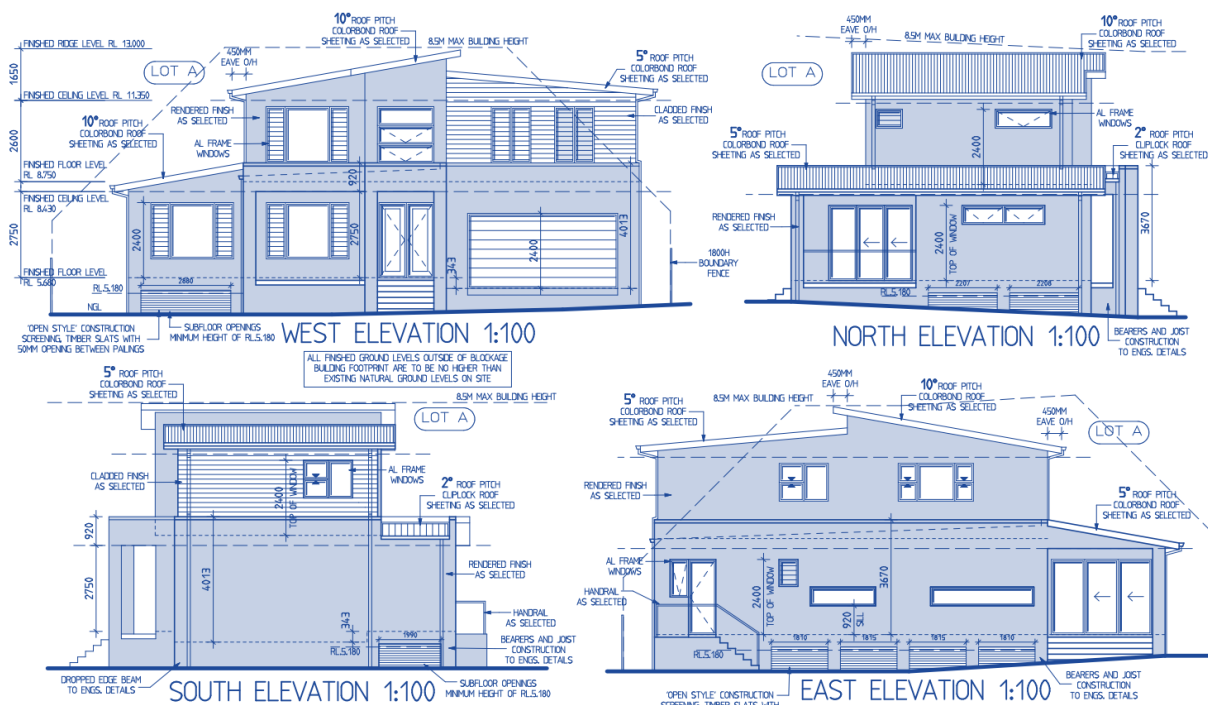 10° ROOF PITCH
COLORBOND ROOF
SHEETING AS SELECTED
FINISHED RIDGE LEVEL RL 13.000
450MM
EAVE O/H
8.5M MAX BUILDING HEIGHT
5° ROOF PITCH
COLORBOND ROOF
SHEETING AS SELECTED
1650
LOT A
FINISHED CEILING LEVEL RL 11.350
RENDERED FINISH
AS SELECTED
CLADDED FINISH
AS SELECTED
10° ROOF PITCH
COLORBOND ROOF
SHEETING AS SELECTED
AL FRAME
WINDOWS
2600
FINISHED FLOOR LEVEL
RL 8.750
920
FINISHED CEILING LEVEL
RL 8.430
2750
2400
2750
2400
4013
343
FINISHED FLOOR LEVEL
RL 5.680
RL.5.180
2880
NGL
1800H
BOUNDARY
FENCE
'OPEN STYLE' CONSTRUCTION
SCREENING, TIMBER SLATS WITH
50MM OPENING BETWEEN PAILINGS
SUBFLOOR OPENINGS
MINIMUM HEIGHT OF RL.5.180
WEST ELEVATION 1:100
ALL FINISHED GROUND LEVELS OUTSIDE OF BLOCKAGE
BUILDING FOOTPRINT ARE TO BE NO HIGHER THAN
EXISTING NATURAL GROUND LEVELS ON SITE
450MM
EAVE O/H
8.5M MAX BUILDING HEIGHT
10° ROOF PITCH
COLORBOND ROOF
SHEETING AS SELECTED
LOT A
AL FRAME
WINDOWS
5° ROOF PITCH
COLORBOND ROOF
SHEETING AS SELECTED
2400
2° ROOF PITCH
CLIPLOCK ROOF
SHEETING AS SELECTED
RENDERED FINISH
AS SELECTED
2400
TOP OF WINDOW
3670
RL.5.180
2207
2208
NORTH ELEVATION 1:100
BEARERS AND JOIST
CONSTRUCTION
TO ENGS. DETAILS
5° ROOF PITCH
COLORBOND ROOF
SHEETING AS SELECTED
8.5M MAX BUILDING HEIGHT
LOT A
CLADDED FINISH
AS SELECTED
2400
TOP OF WINDOW
AL FRAME
WINDOWS
2° ROOF PITCH
CLIPLOCK ROOF
SHEETING AS SELECTED
920
2750
4013
RENDERED FINISH
AS SELECTED
343
HANDRAIL
AS SELECTED
RL.5.180
1990
BEARERS AND JOIST
CONSTRUCTION
TO ENGS. DETAILS
DROPPED EDGE BEAM
TO ENGS. DETAILS
SOUTH ELEVATION 1:100
SUBFLOOR OPENINGS
MINIMUM HEIGHT OF RL.5.180
450MM
EAVE O/H
5° ROOF PITCH
COLORBOND ROOF
SHEETING AS SELECTED
8.5M MAX BUILDING HEIGHT
10° ROOF PITCH
COLORBOND ROOF
SHEETING AS SELECTED
450MM
EAVE O/H
LOT A
RENDERED FINISH
AS SELECTED
5° ROOF PITCH
COLORBOND ROOF
SHEETING AS SELECTED
AL FRAME
WINDOWS
2400
TOP OF WINDOW
3670
HANDRAIL
AS SELECTED
920
SILL
RL.5.180
1810
1815
1815
1810
'OPEN STYLE' CONSTRUCTION
SCREENING, TIMBER SLATS WITH
EAST ELEVATION 1:100
BEARERS AND JOIST
CONSTRUCTION
TO ENGS. DETAILS